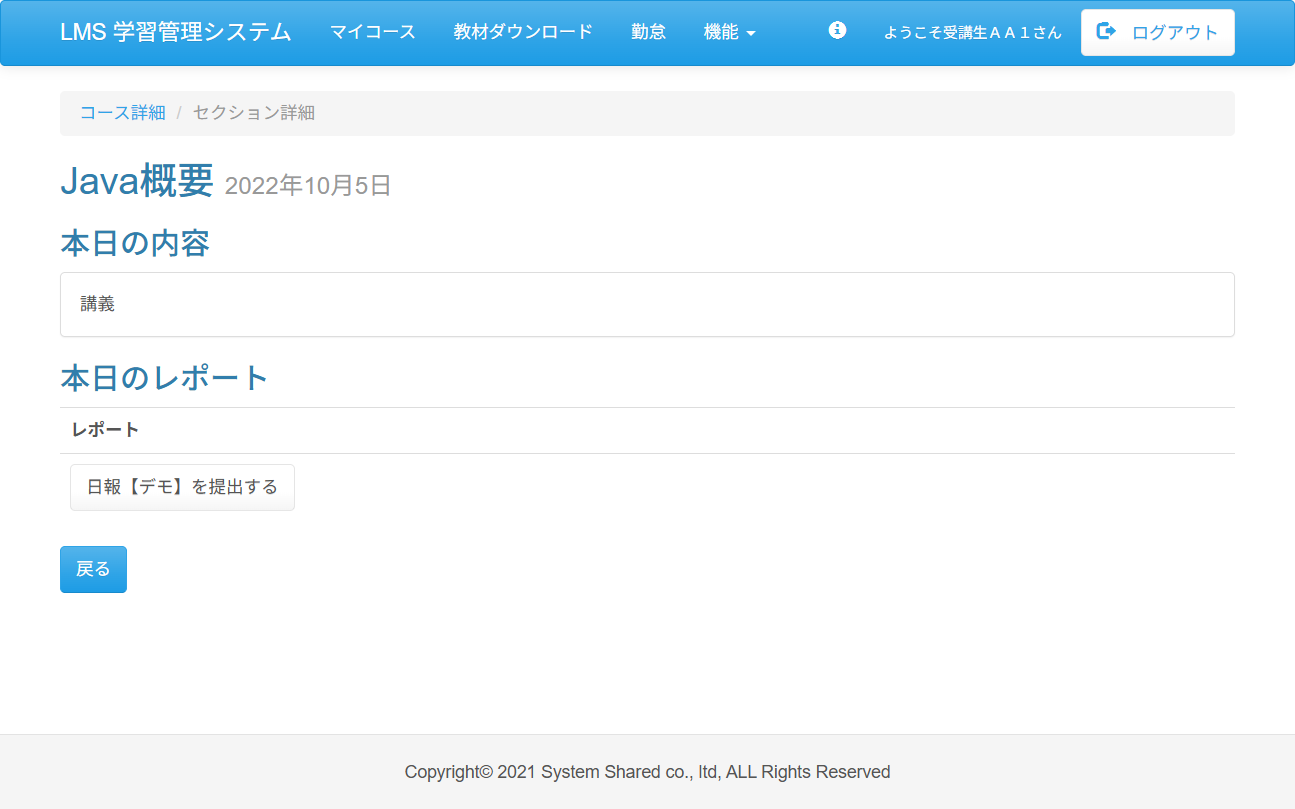 LMS 学習管理システム マイコース 教材ダウンロード 勤怠 機能 ようこそ受講生ＡＡ１さん ログアウト
コース詳細 / セクション詳細
Java概要 2022年10月5日
本日の内容
講義
本日のレポート
レポート
日報【デモ】を提出する
戻る
Copyright© 2021 System Shared co., ltd, ALL Rights Reserved